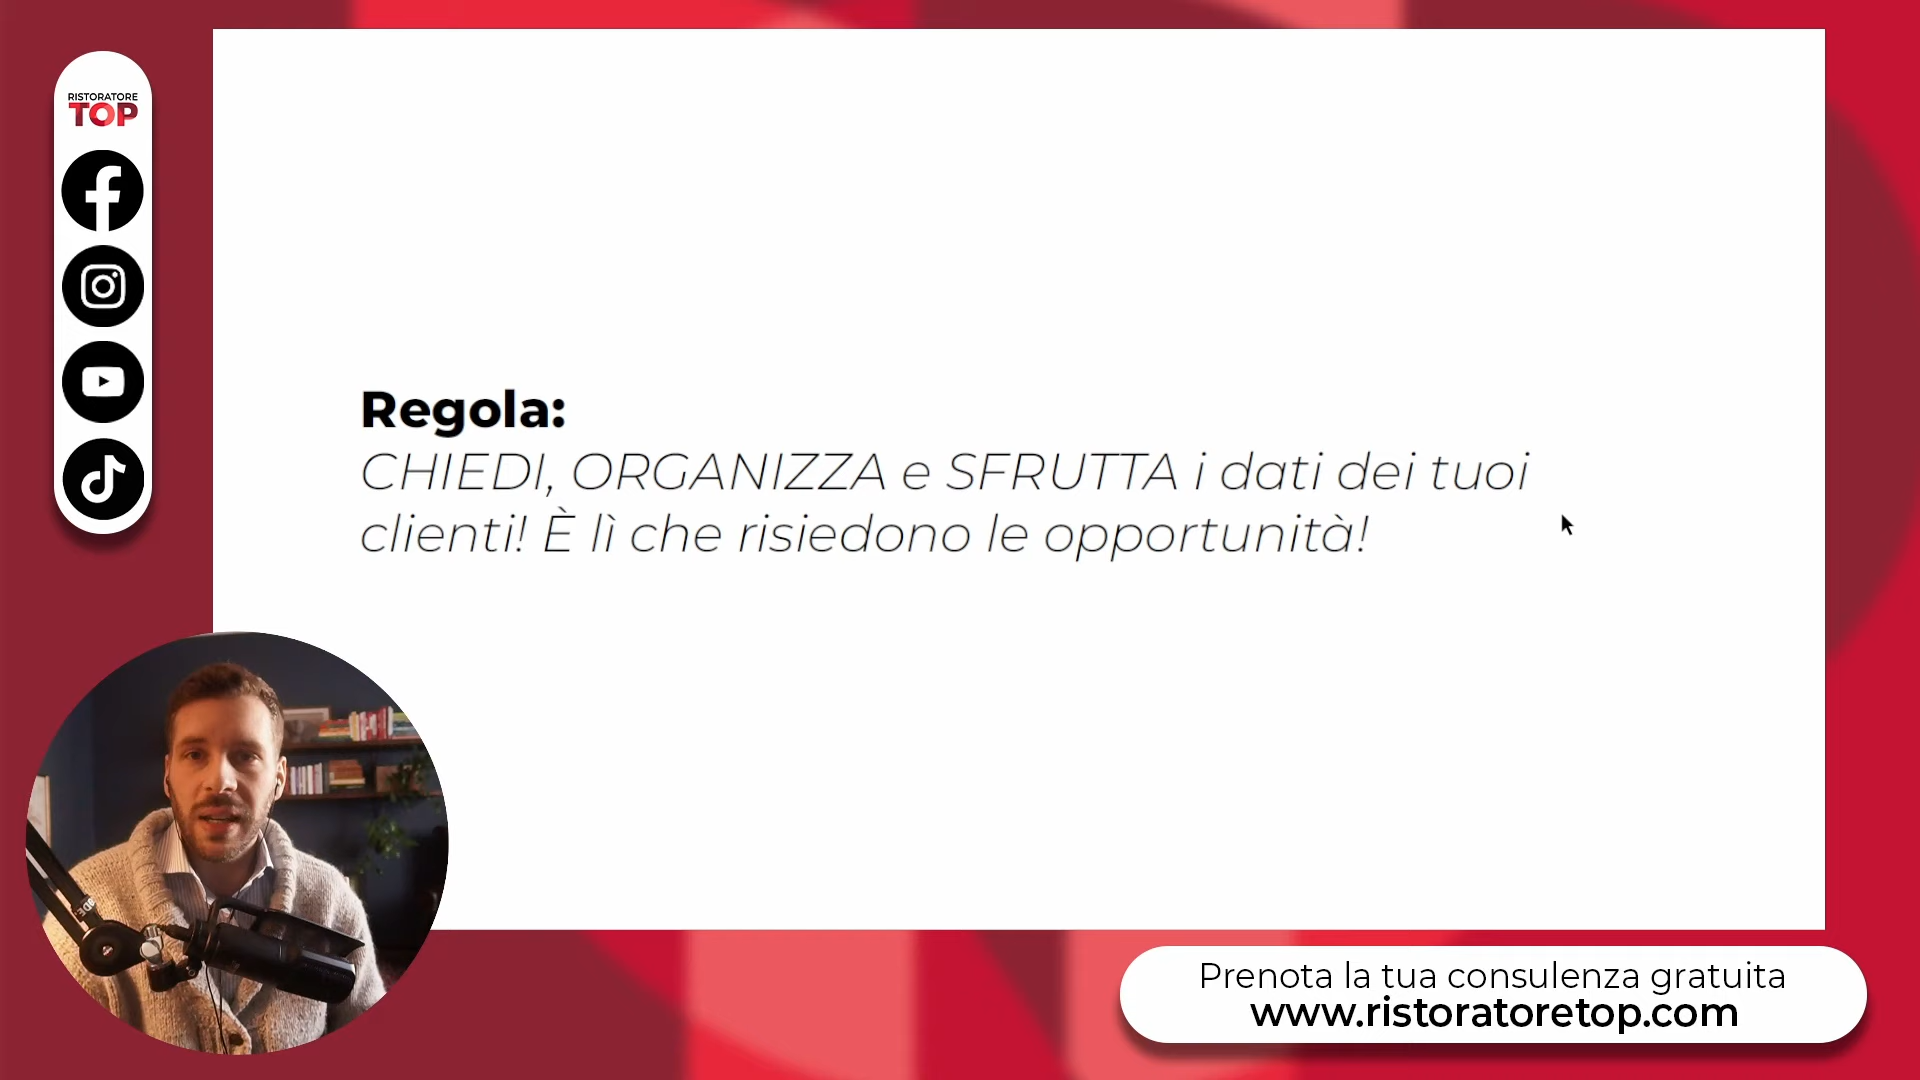 RISTORATORE
TOP
Regola:
CHIEDI, ORGANIZZA e SFRUTTA i dati dei tuoi
clienti! È lì che risiedono le opportunità!
Prenota la tua consulenza gratuita
www.ristoratoretop.com